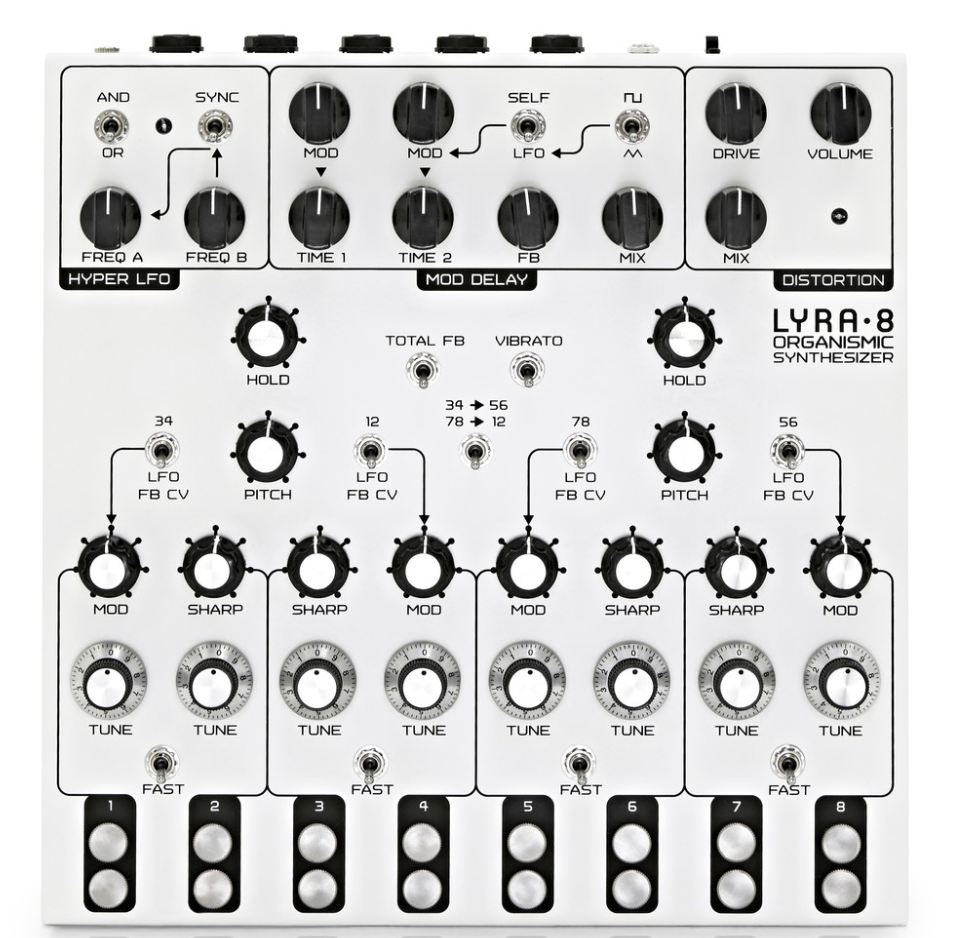 AND SYNC SELF
OR MOD MOD LFO DRIVE VOLUME
FREQ A FREQ B TIME 1 TIME 2 FB MIX MIX
HYPER LFO MOD DELAY DISTORTION
LYRA·8
ORGANISMIC
SYNTHESIZER
TOTAL FB VIBRATO
HOLD HOLD
34 → 56
78 → 12
34 12 78 56
LFO LFO LFO LFO
FB CV PITCH FB CV FB CV PITCH FB CV
MOD SHARP SHARP MOD MOD SHARP SHARP MOD
TUNE TUNE TUNE TUNE TUNE TUNE TUNE TUNE
FAST FAST FAST FAST
1 2 3 4 5 6 7 8